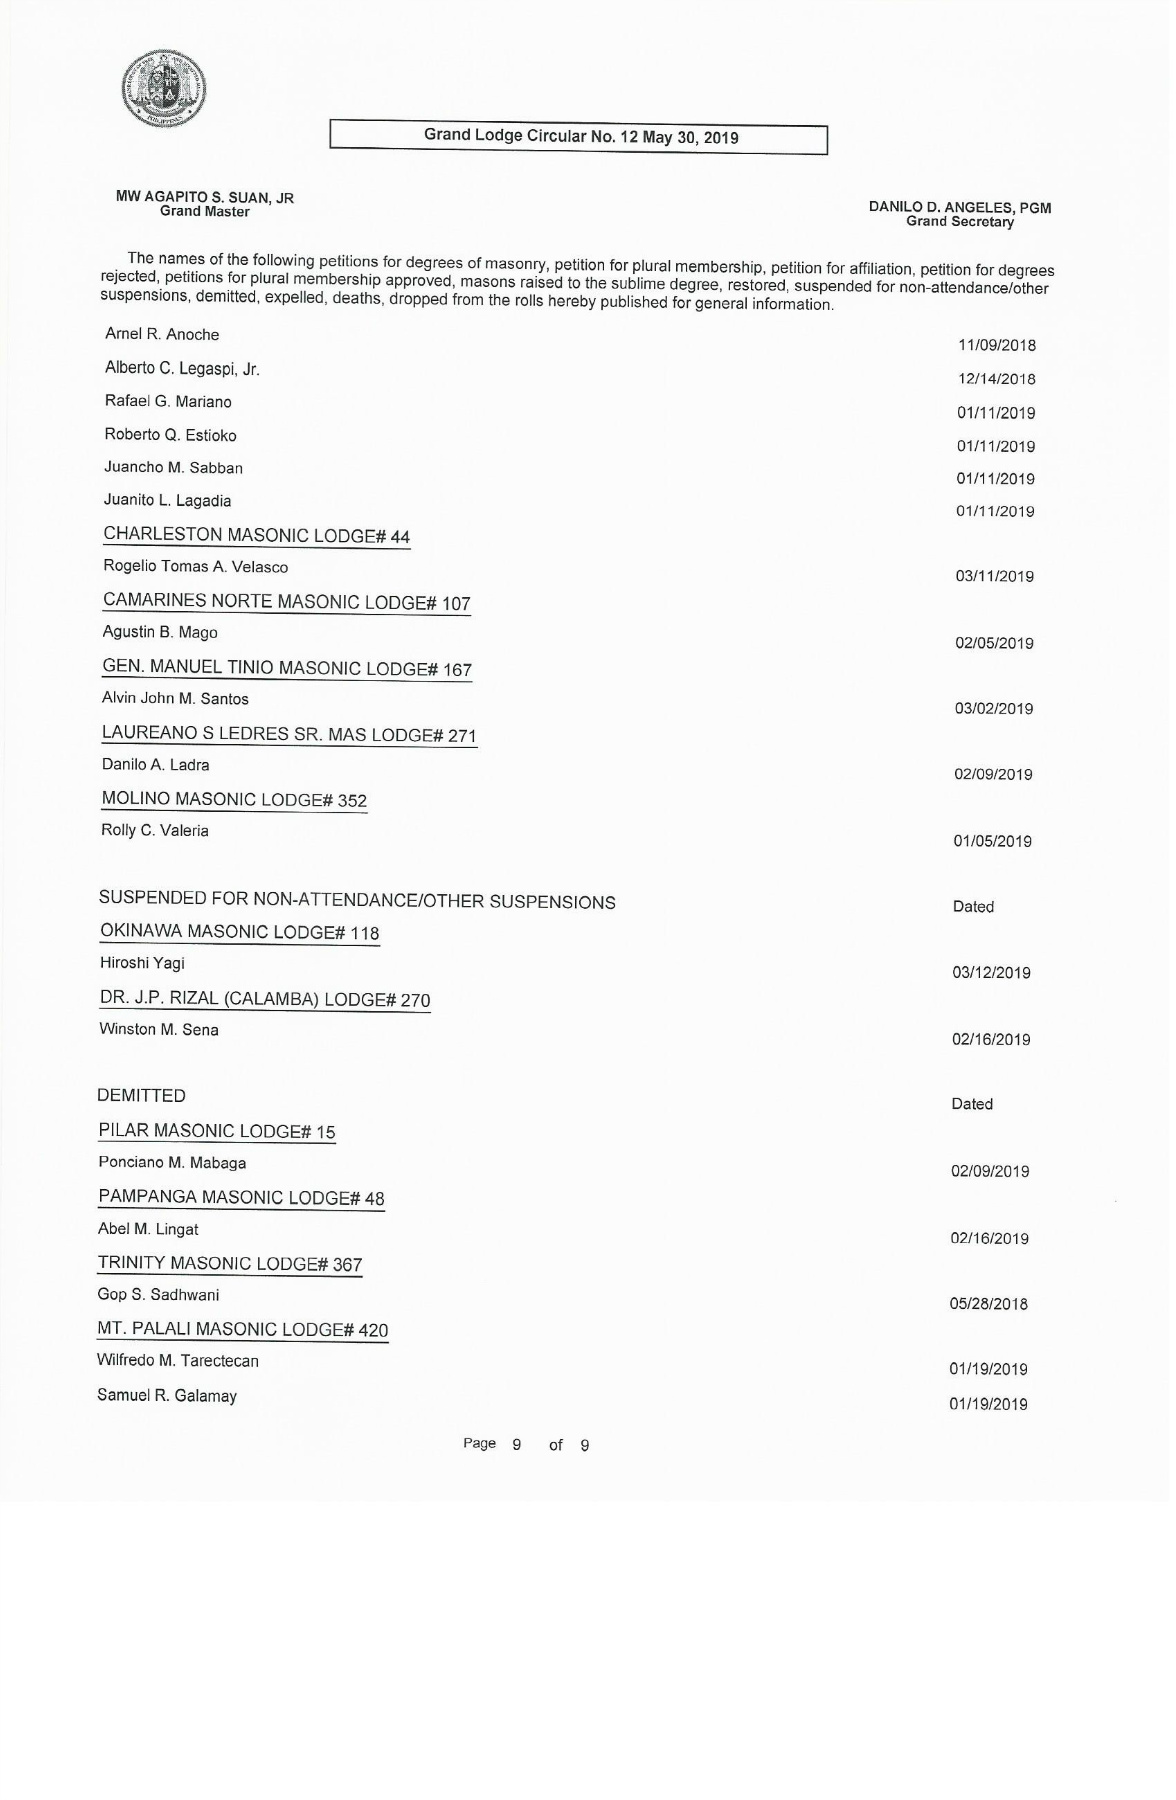 PHILIPPINES
Grand Lodge Circular No. 12 May 30, 2019
MW AGAPITO S. SUAN, JR
Grand Master
DANILO D. ANGELES, PGM
Grand Secretary
The names of the following petitions for degrees of masonry, petition for plural membership, petition for affiliation, petition for degrees
rejected, petitions for plural membership approved, masons raised to the sublime degree, restored, suspended for non-attendance/other
suspensions, demitted, expelled, deaths, dropped from the rolls hereby published for general information.
Arnel R. Anoche 11/09/2018
Alberto C. Legaspi, Jr. 12/14/2018
Rafael G. Mariano 01/11/2019
Roberto Q. Estioko 01/11/2019
Juancho M. Sabban 01/11/2019
Juanito L. Lagadia 01/11/2019
CHARLESTON MASONIC LODGE# 44
Rogelio Tomas A. Velasco 03/11/2019
CAMARINES NORTE MASONIC LODGE# 107
Agustin B. Mago 02/05/2019
GEN. MANUEL TINIO MASONIC LODGE# 167
Alvin John M. Santos 03/02/2019
LAUREANO S LEDRES SR. MAS LODGE# 271
Danilo A. Ladra 02/09/2019
MOLINO MASONIC LODGE# 352
Rolly C. Valeria 01/05/2019
SUSPENDED FOR NON-ATTENDANCE/OTHER SUSPENSIONS Dated
OKINAWA MASONIC LODGE# 118
Hiroshi Yagi 03/12/2019
DR. J.P. RIZAL (CALAMBA) LODGE# 270
Winston M. Sena 02/16/2019
DEMITTED Dated
PILAR MASONIC LODGE# 15
Ponciano M. Mabaga 02/09/2019
PAMPANGA MASONIC LODGE# 48
Abel M. Lingat 02/16/2019
TRINITY MASONIC LODGE# 367
Gop S. Sadhwani 05/28/2018
MT. PALALI MASONIC LODGE# 420
Wilfredo M. Tarectecan 01/19/2019
Samuel R. Galamay 01/19/2019
Page 9 of 9